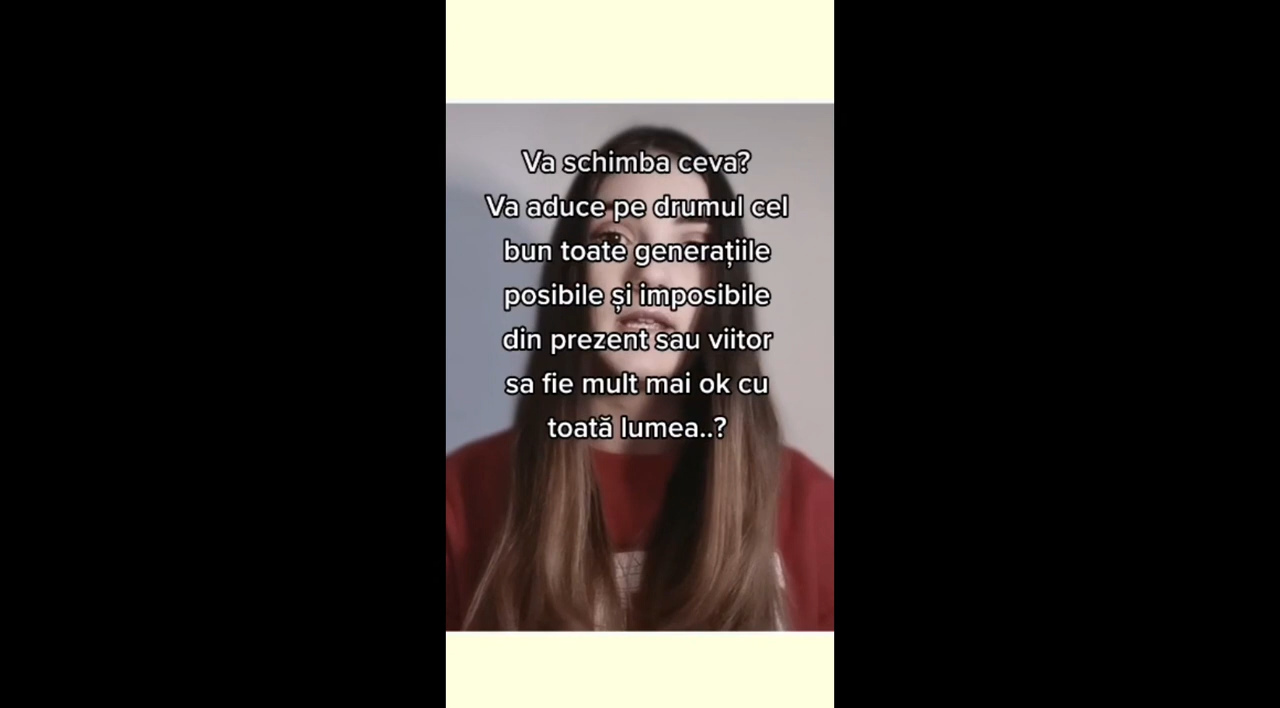 Va schimba ceva?
Va aduce pe drumul cel
bun toate generațiile
posibile și imposibile
din prezent sau viitor
sa fie mult mai ok cu
toată lumea..?